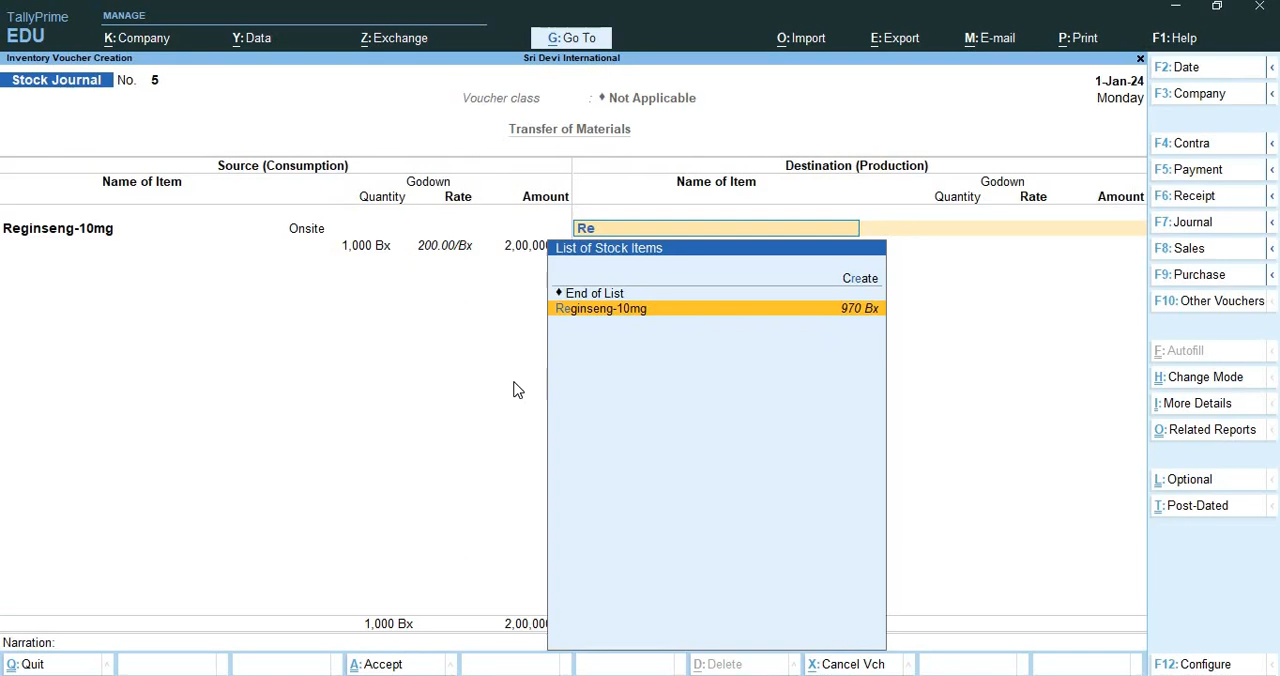 TallyPrime
EDU
MANAGE
K: Company
Y: Data
Z: Exchange
G: Go To
O: Import
E: Export
M: E-mail
P: Print
F1: Help
Inventory Voucher Creation
Sri Devi International
Stock Journal No. 5
1-Jan-24
Monday
Voucher class : ♦ Not Applicable
Transfer of Materials
Source (Consumption)
Destination (Production)
Name of Item
Godown
Quantity Rate Amount
Name of Item
Godown
Quantity Rate Amount
Reginseng-10mg Onsite
1,000 Bx 200.00/Bx 2,00,00
Re
List of Stock Items
Create
♦ End of List
Reginseng-10mg 970 Bx
1,000 Bx 2,00,00
Narration:
Q: Quit
A: Accept
D: Delete
X: Cancel Vch
F2: Date
F3: Company
F4: Contra
F5: Payment
F6: Receipt
F7: Journal
F8: Sales
F9: Purchase
F10: Other Vouchers
F: Autofill
H: Change Mode
I: More Details
O: Related Reports
L: Optional
T: Post-Dated
F12: Configure